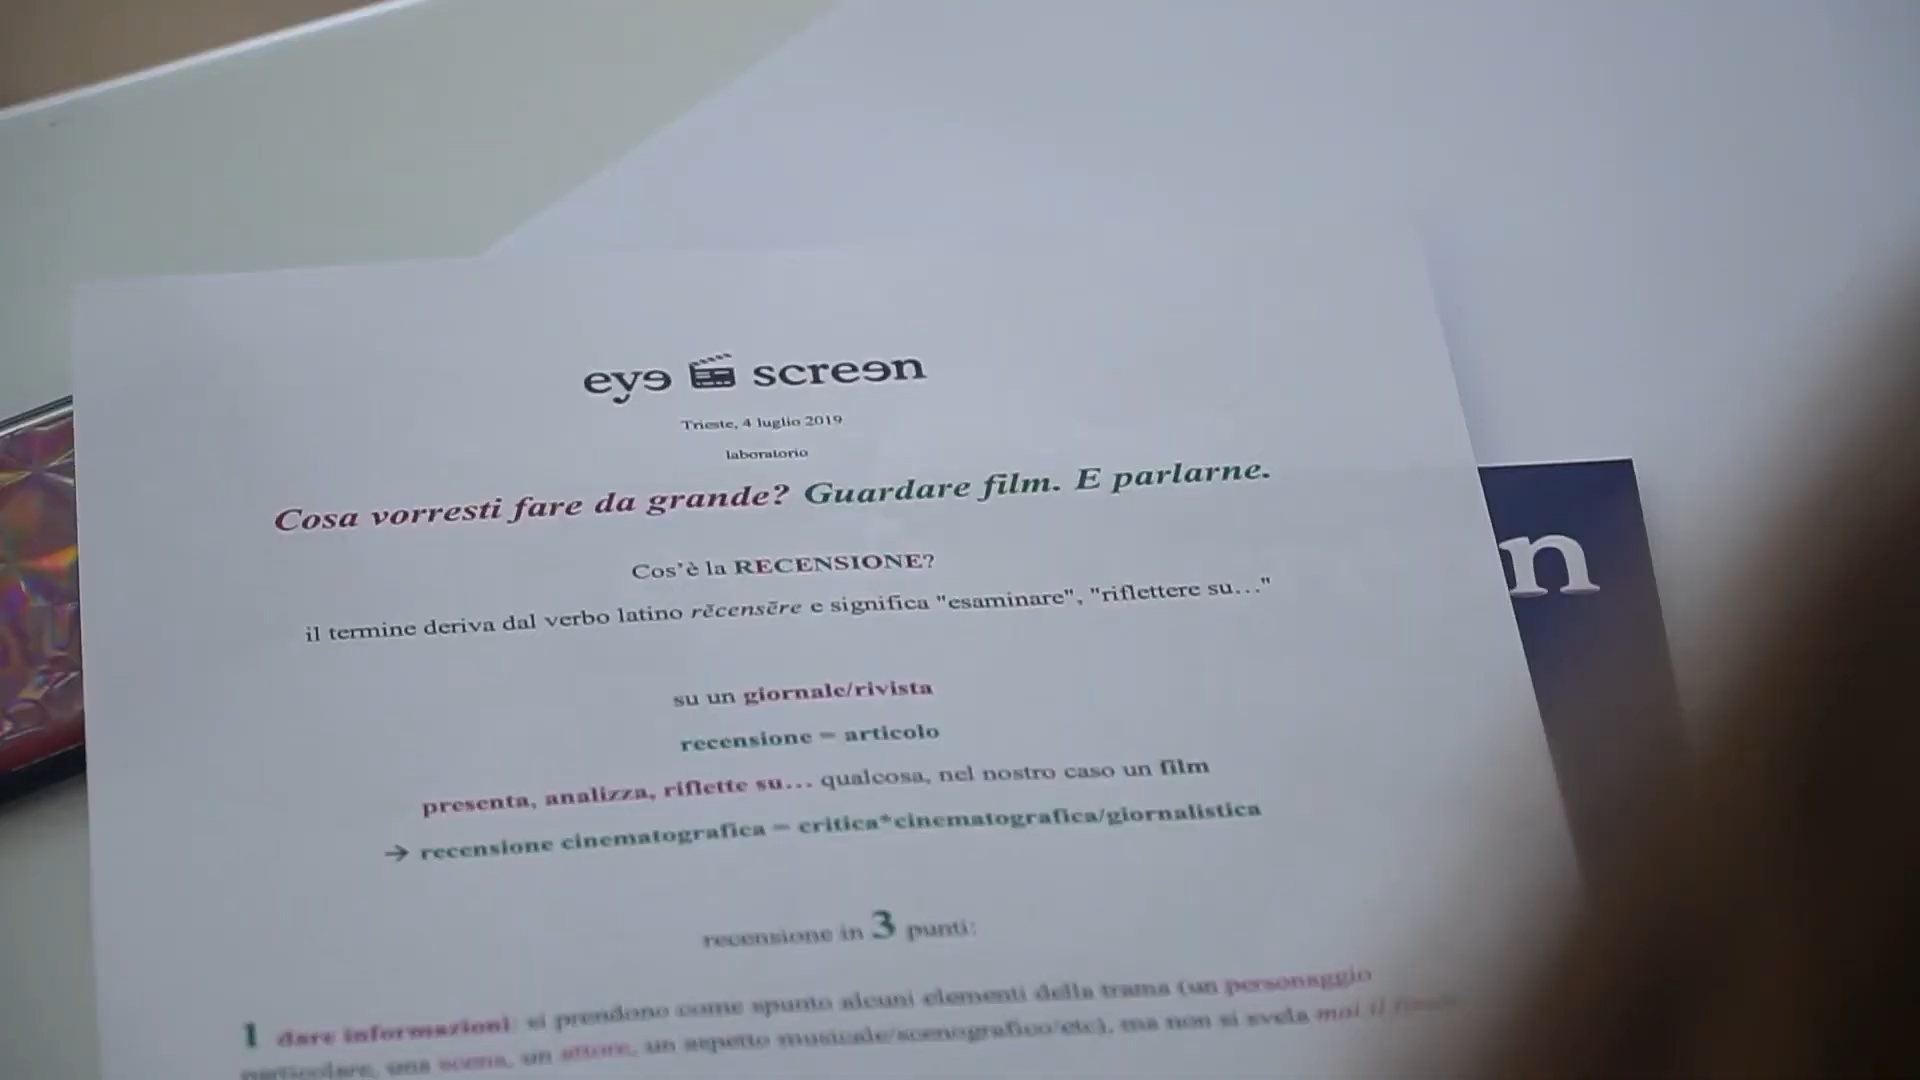 eye screen
Trieste, 4 luglio 2019
laboratorio
Cosa vorresti fare da grande? Guardare film. E parlarne.
Cos'è la RECENSIONE?
il termine deriva dal verbo latino rĕcensēre e significa "esaminare", "riflettere su…"
su un giornale/rivista
recensione = articolo
presenta, analizza, riflette su… qualcosa, nel nostro caso un film
→ recensione cinematografica = critica*cinematografica/giornalistica
recensione in 3 punti:
1 dare informazioni: si prendono come spunto alcuni elementi della trama (un personaggio
particolare, una scena, un attore, un aspetto musicale/scenografico/etc), ma non si svela mai il finale
n